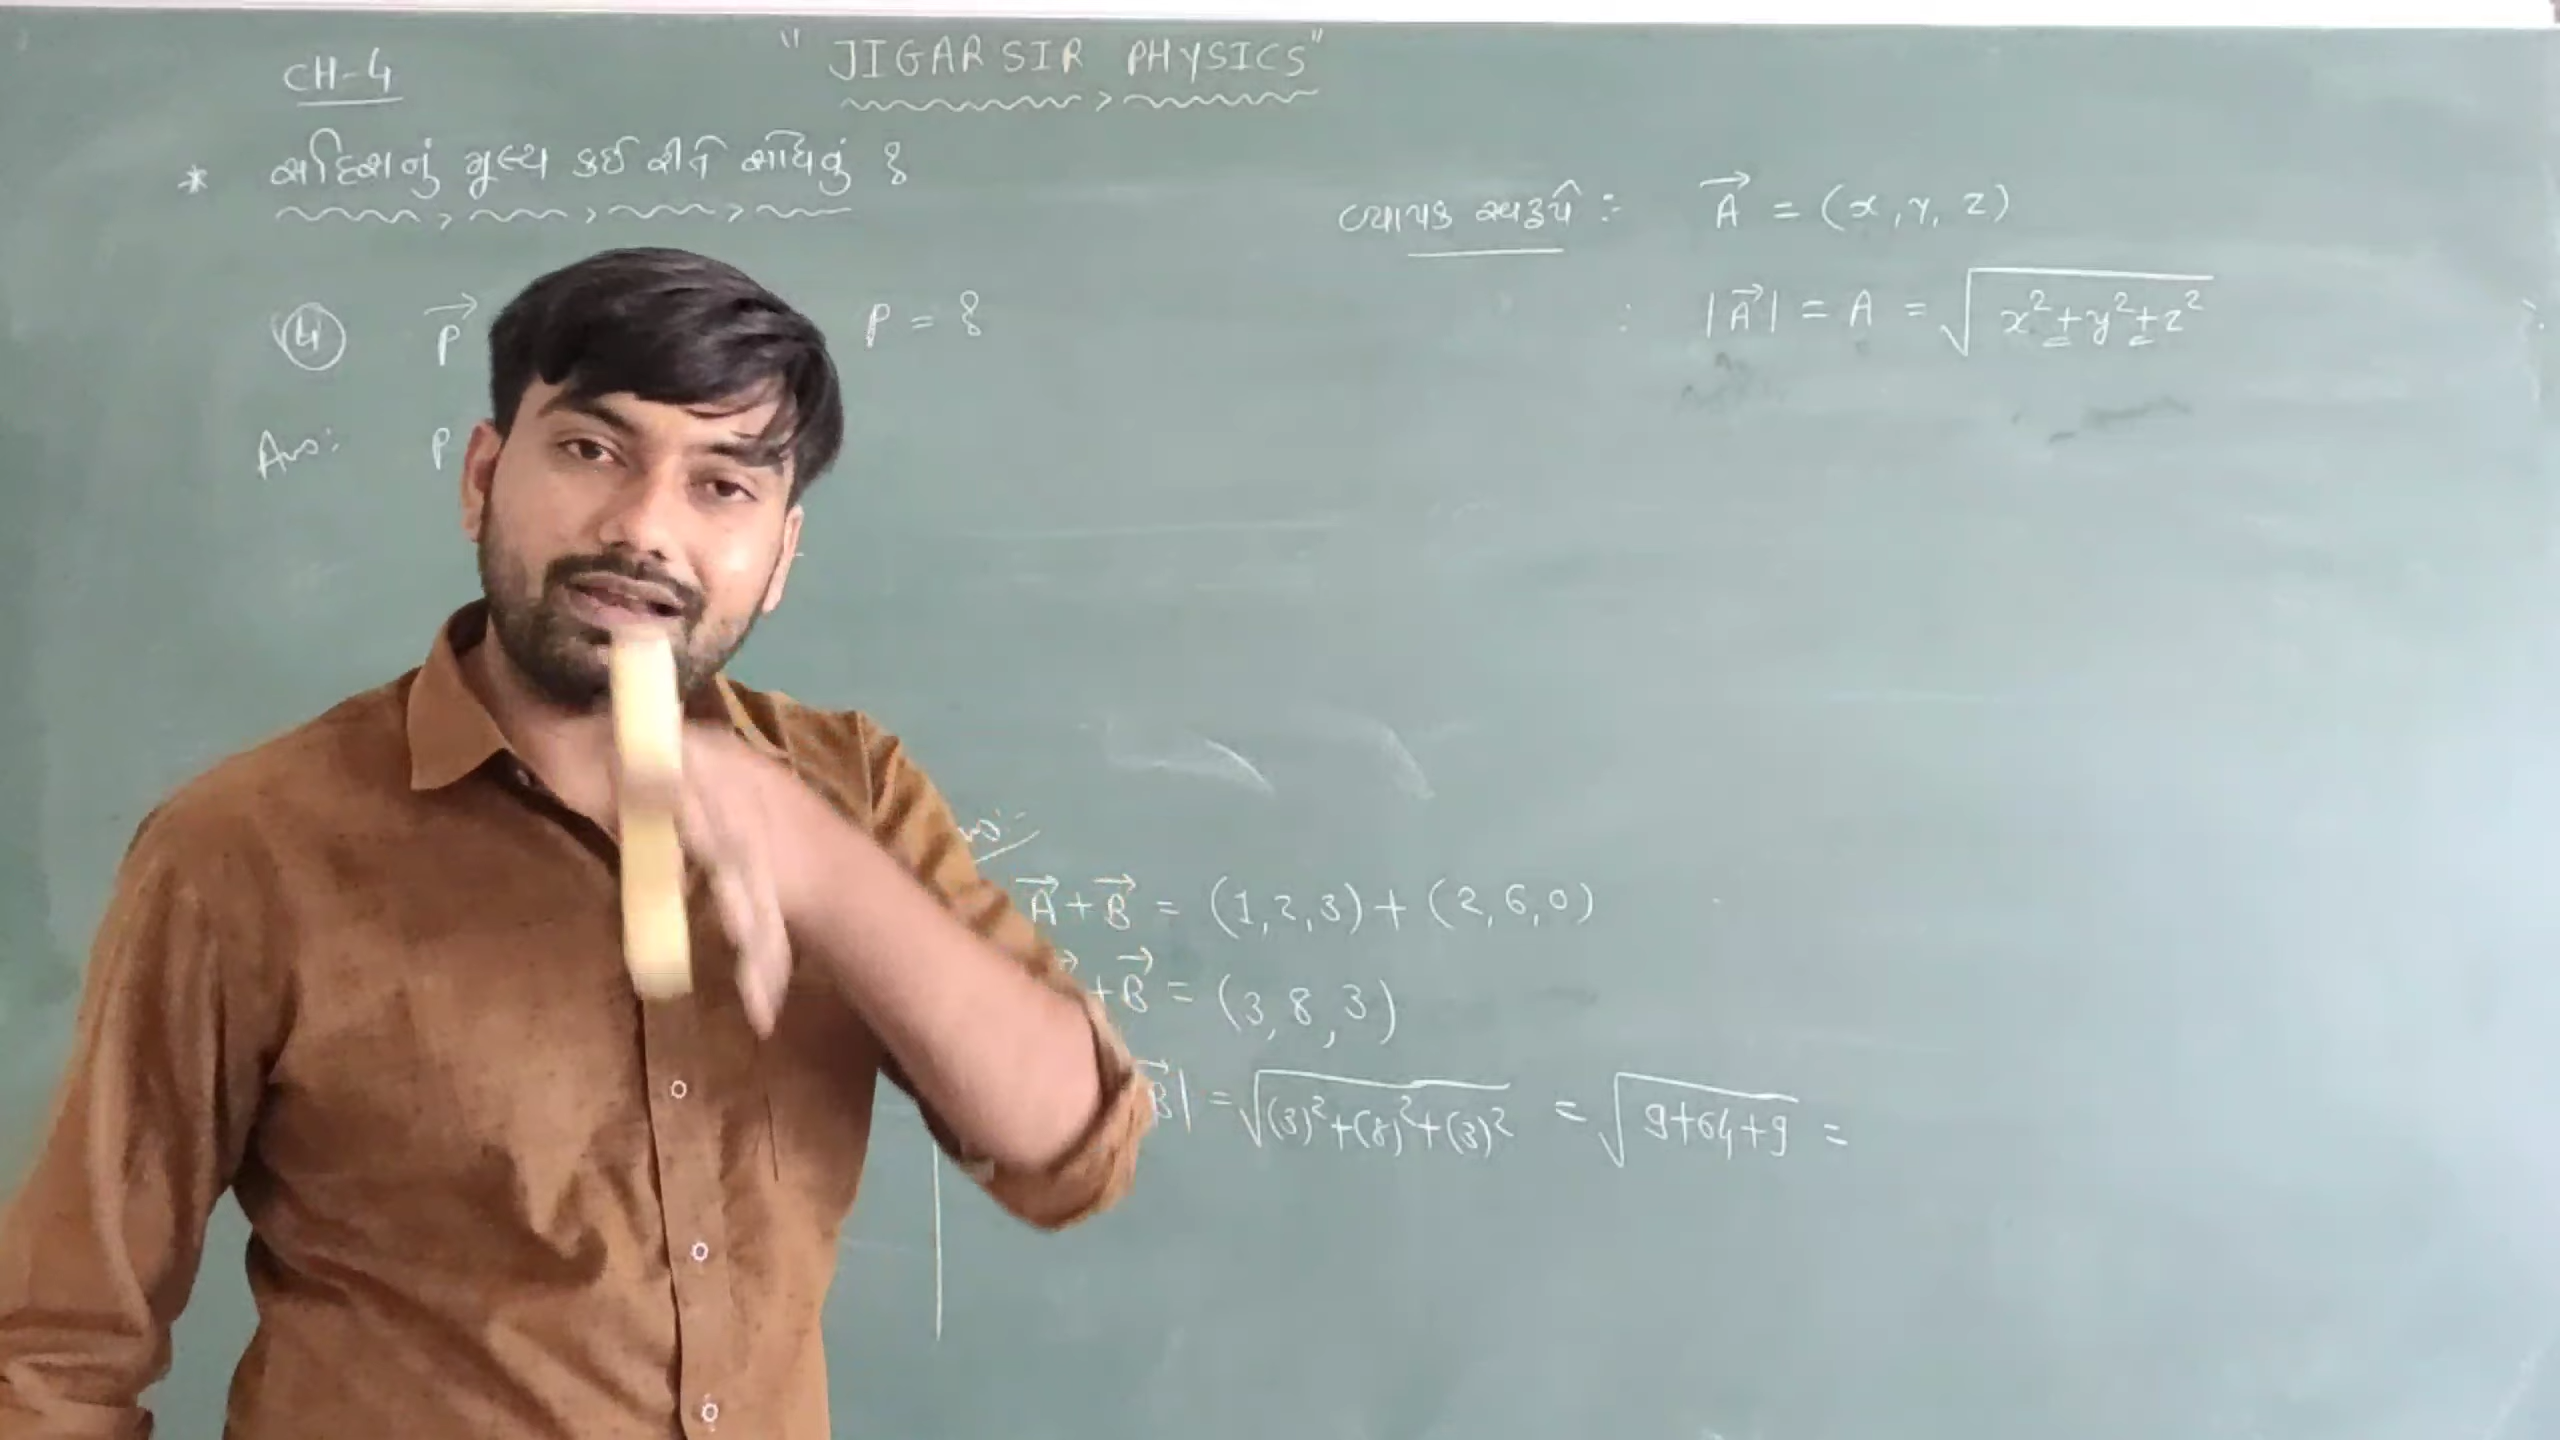 CH-4
" JIGAR SIR PHYSICS"
* સદિશનું મૂલ્ય કઈ રીતે શોધવું ?
વ્યાપક સ્વરૂપે :- A⃗ = (x, y, z)
∴ |A⃗| = A = √(x²+y²+z²)
④ P⃗ P = ?
Ans: P
A⃗ + B⃗ = (1,2,3) + (2,6,0)
+ B⃗ = (3,8,3)
B⃗| = √((3)²+(8)²+(3)²) = √(9+64+9) =